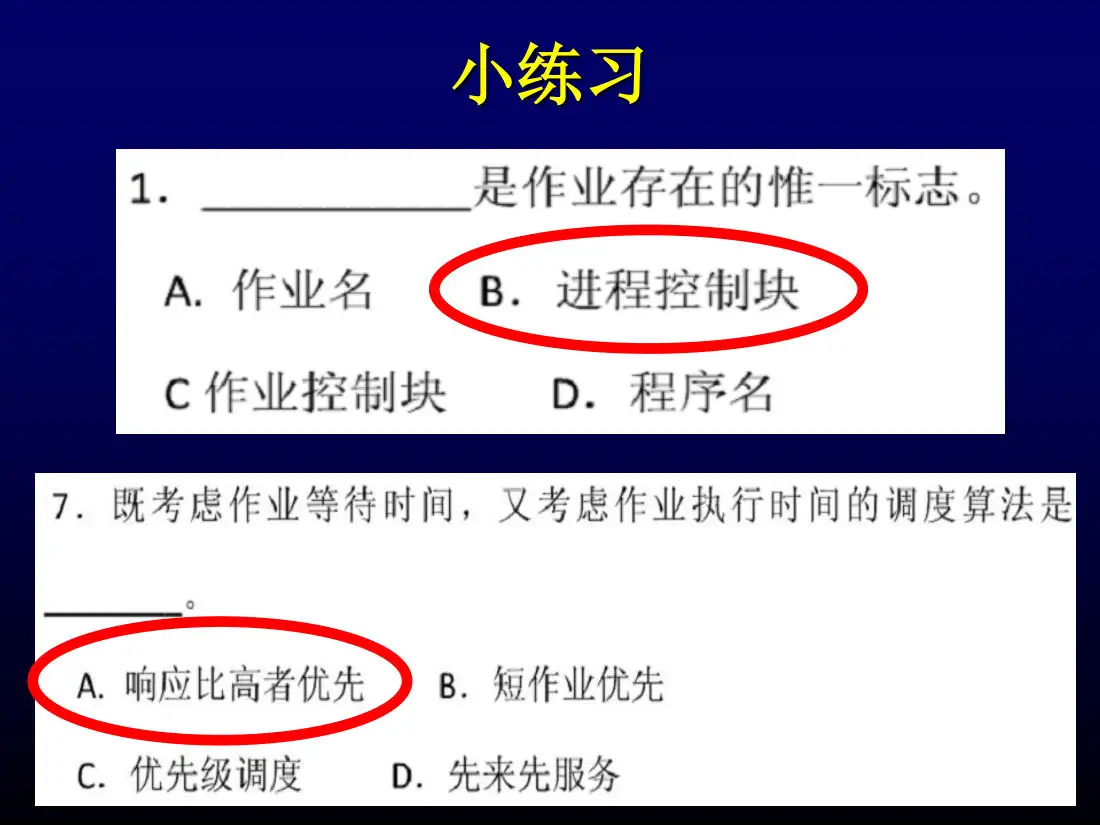 小练习
1. ___________是作业存在的惟一标志。
A. 作业名 B. 进程控制块
C 作业控制块 D. 程序名
7. 既考虑作业等待时间，又考虑作业执行时间的调度算法是
______。
A. 响应比高者优先 B. 短作业优先
C. 优先级调度 D. 先来先服务